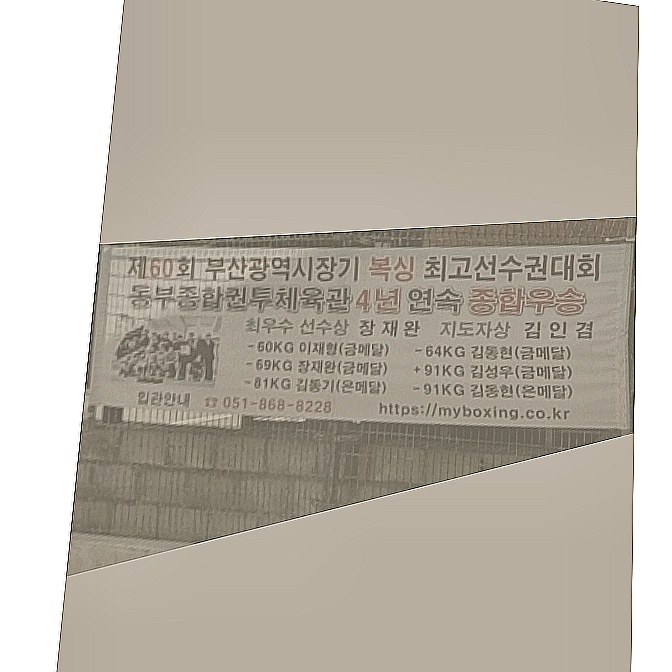 제60회 부산광역시장기 복싱 최고선수권대회
동부종합권투체육관 4년 연속 종합우승
최우수 선수상 장재완 지도자상 김인겸
-60KG 이재형(금메달) -64KG 김동현(금메달)
-69KG 장재완(금메달) +91KG 김성우(금메달)
-81KG 김동기(은메달) -91KG 김동현(은메달)
입관안내 ☎ 051-868-8228 https://myboxing.co.kr